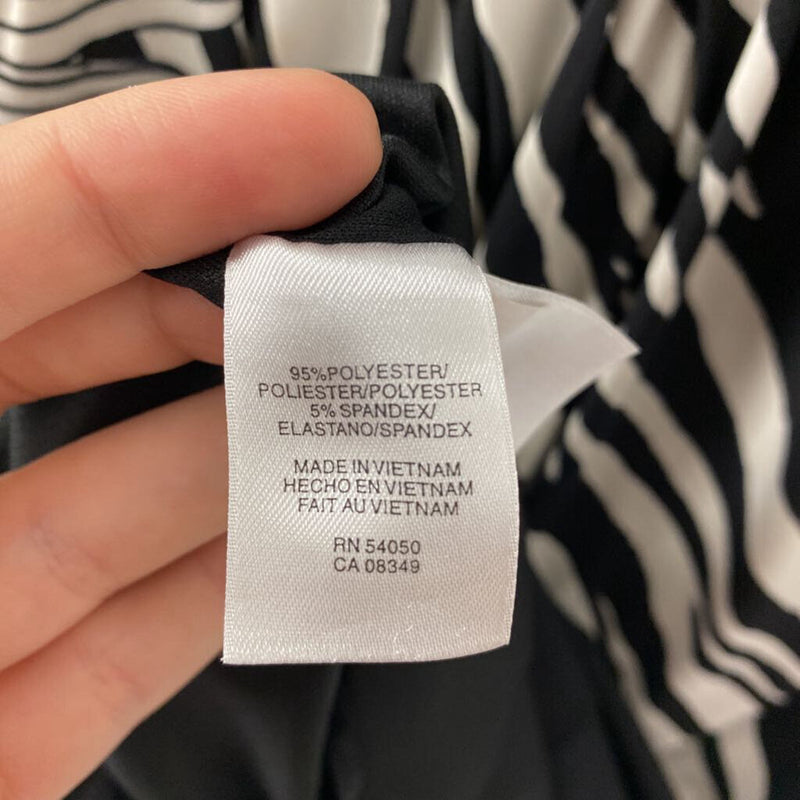 95%POLYESTER/
POLIESTER/POLYESTER
5% SPANDEX/
ELASTANO/SPANDEX
MADE IN VIETNAM
HECHO EN VIETNAM
FAIT AU VIETNAM
RN 54050
CA 08349